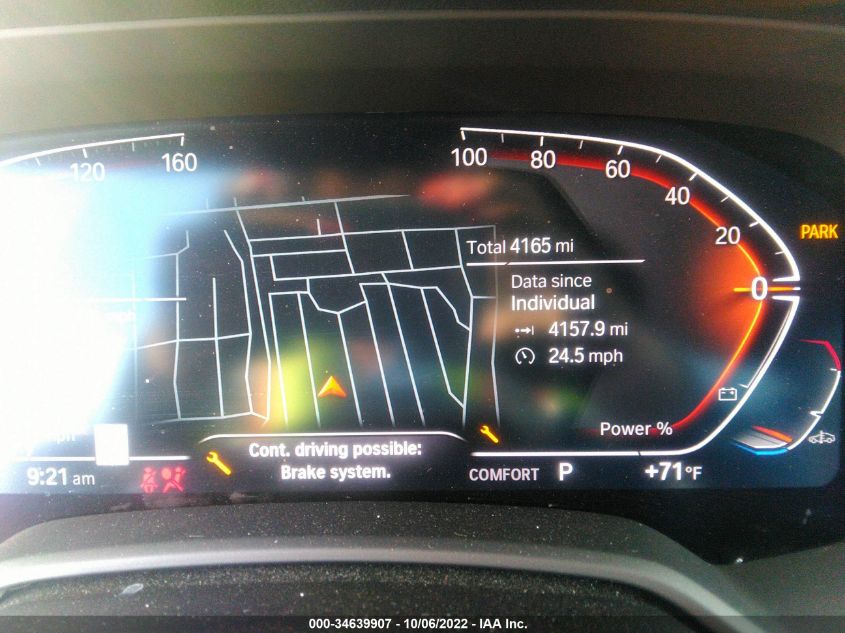 120
160
100
80
60
40
20
0
PARK
Total 4165 mi
Data since
Individual
4157.9 mi
24.5 mph
Power %
Cont. driving possible:
Brake system.
9:21 am
COMFORT
P
+71°F
000-34639907 - 10/06/2022 - IAA Inc.